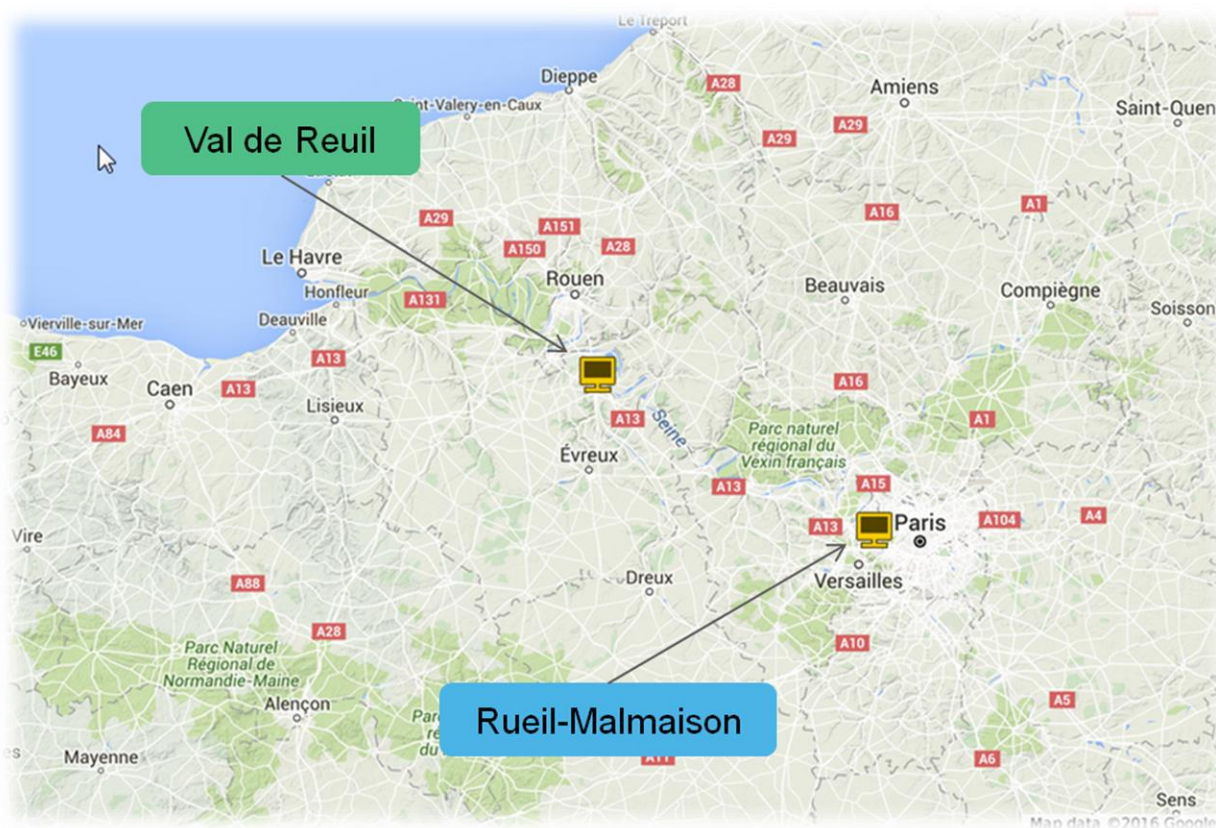 Le Tréport
Dieppe
A28
Amiens
Saint-Valery-en-Caux
Saint-Quen
Val de Reuil
A29
A29
A29
A151
A16
A1
A150
A28
Le Havre
Rouen
Honfleur
A131
Beauvais
Compiègne
Soisson
Vierville-sur-Mer
Deauville
E46
A13
Bayeux
Caen
A13
A16
Lisieux
A84
A13
Seine
A1
Parc naturel
régional du
Vexin français
Évreux
A13
A15
A13
Paris
A104
A4
Vire
Versailles
A88
Dreux
A28
A10
Parc Naturel
Régional de
Normandie-Maine
Alençon
Rueil-Malmaison
A5
Mayenne
A11
A6
Sens
Map data ©2016 Google